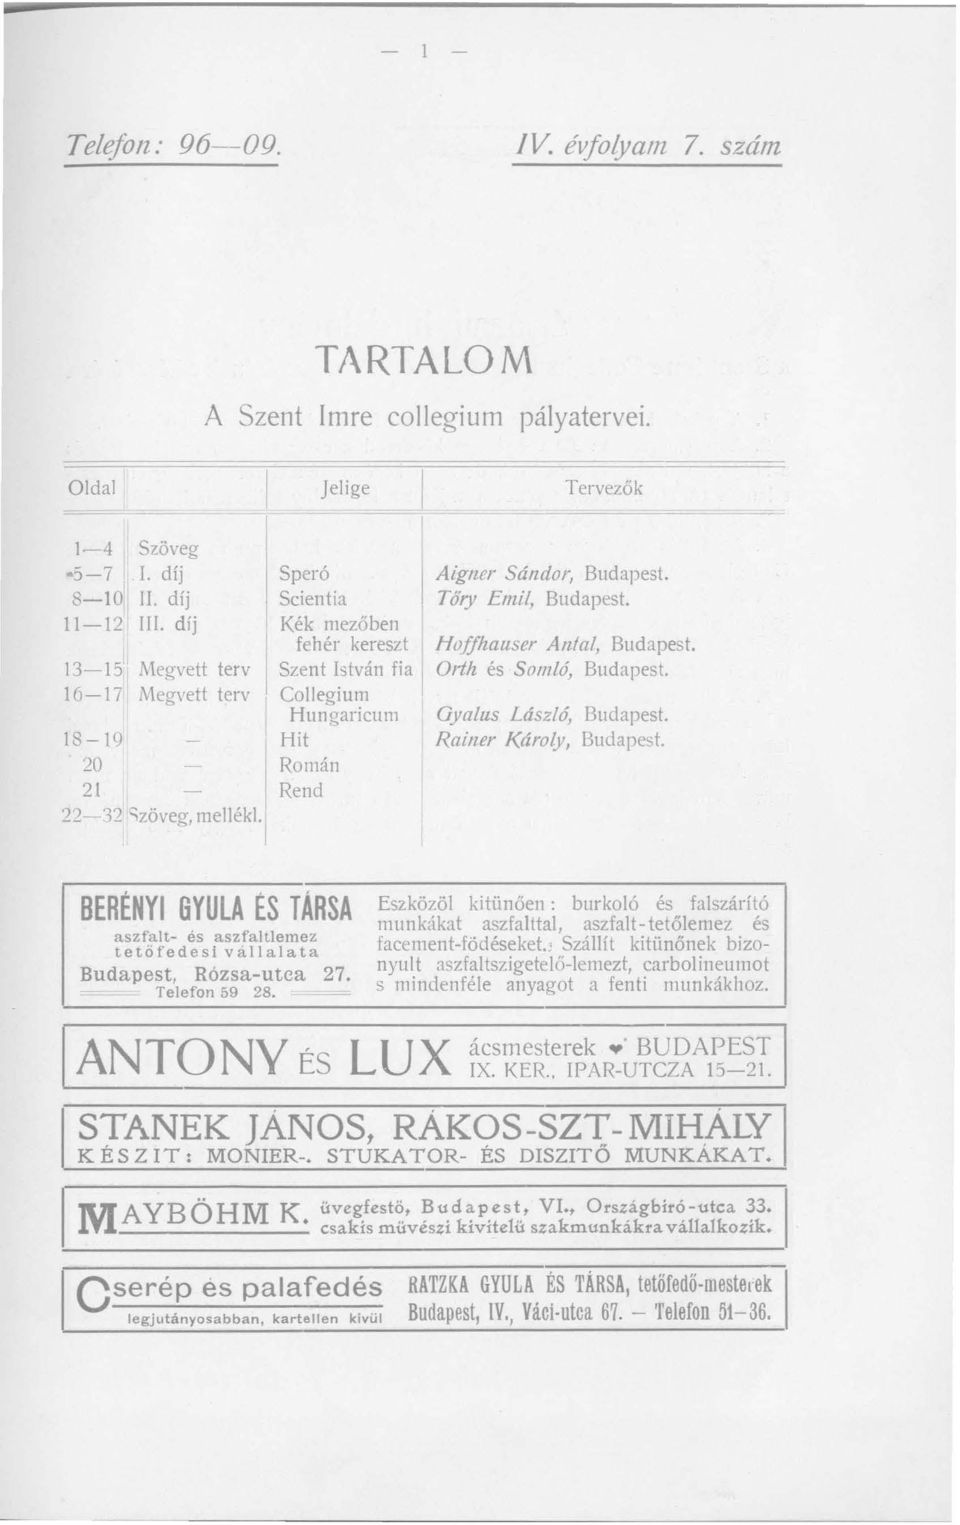 — 1 —
Telefon: 96—09. IV. évfolyam 7. szám
TARTALOM
A Szent Imre collegium pályatervei.
Oldal Jelige Tervezők
1—4 Szöveg
5—7 I. díj Speró Aigner Sándor, Budapest.
8—10 II. díj Scientia Tőry Emil, Budapest.
11—12 III. díj Kék mezőben
fehér kereszt Hoffhauser Antal, Budapest.
13—15 Megvett terv Szent István fia Orth és Somló, Budapest.
16—17 Megvett terv Collegium
Hungaricum Gyalus László, Budapest.
18—19 — Hit Rainer Károly, Budapest.
20 — Román
21 — Rend
22—32 Szöveg, mellékl.
BERÉNYI GYULA ÉS TÁRSA
aszfalt- és aszfaltlemez
tetőfedési vállalata
Budapest, Rózsa-utca 27.
Telefon 59 28.
Eszközöl kitünően: burkoló és falszárító
munkákat aszfalttal, aszfalt-tetőlemez és
facement-födéseket. Szállít kitünőnek bizo-
nyult aszfaltszigetelő-lemezt, carbolineumot
s mindenféle anyagot a fenti munkákhoz.
ANTONY ÉS LUX ácsmesterek ♥ BUDAPEST
IX. KER., IPAR-UTCZA 15—21.
STANEK JÁNOS, RÁKOS-SZT-MIHÁLY
KÉSZIT: MONIER-. STUKATOR- ÉS DISZITŐ MUNKÁKAT.
MAYBÖHM K. üvegfestö, Budapest, VI., Országbiró-utca 33.
csakis müvészi kivitelü szakmunkákra vállalkozik.
Cserép és palafedés
legjutányosabban, kartellen kivül
RATZKA GYULA ÉS TÁRSA, tetőfedő-mesterek
Budapest, IV., Váci-utca 67. — Telefon 51—36.